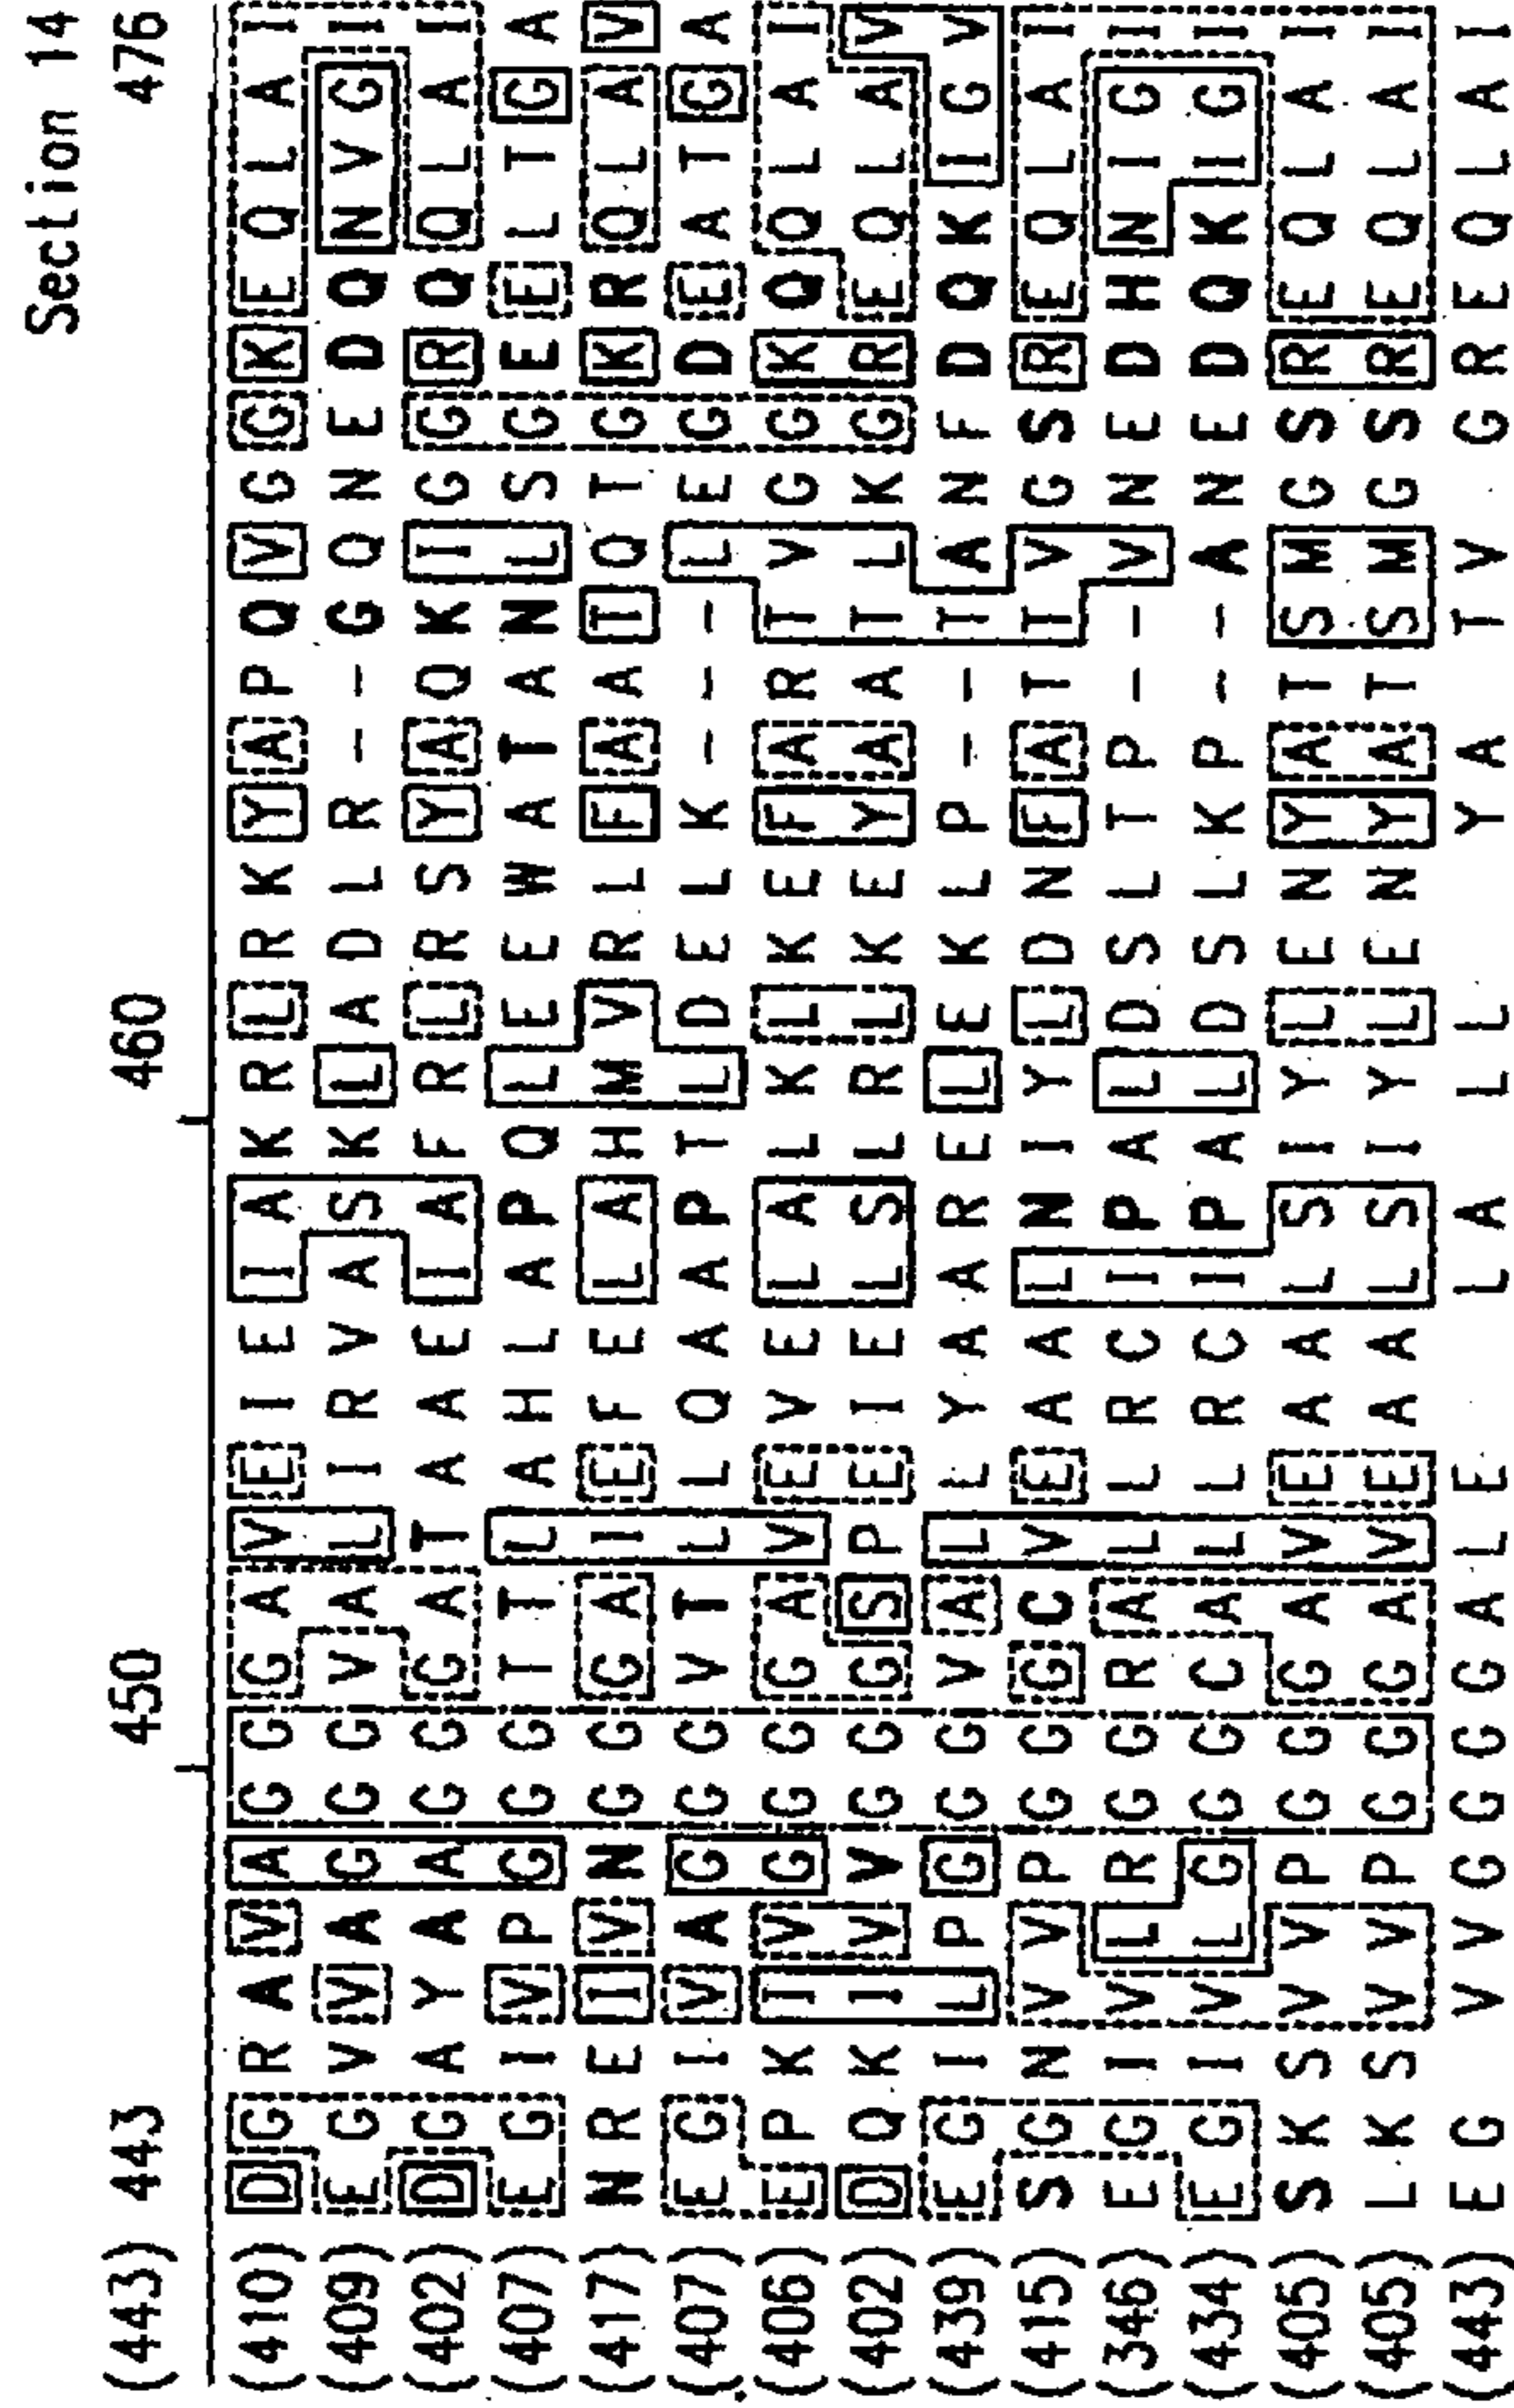 Section 14
(443) 443 450 460 476
(410) D G R A V A G G G A V E I E I A K R L R K Y A P Q V G G K E Q L A I
(409) E G V V A G G G V A L I R V A S K L A D L R - - G Q N E D Q N V G I
(402) D G A Y A A G G G A T A A E I A F R L R S Y A Q K I G G R Q Q L A I
(407) E G I V P G G G T T L A H L A P Q L E E W A T A N L S G E E L T G A
(417) N R E I V N G G G A I E F E L A H M V R L F A A T Q T G K R Q L A V
(407) E G I V A G G G V T L L Q A A P T L D E L K - - - L E G D E A T G A
(406) E P K I V G G G G A V E V E L A L K L K E F A R T V G G K Q Q L A I
(402) D Q K I V V G G G S P E I E L S L R L K E Y A A T L K G R E Q L A V
(439) E G I L P G G G V A L L Y A A R E L E K L P - - T A N F D Q K I G V
(415) S G N V V P G G G C V E A A L N I Y L D N F A T T V G S R E Q L A I
(346) E G I V L R G G R A L L R C I P A L D S L T P - - V N E D H N I G I
(434) E G I V L G G G C A L L R C I P A L D S L K P - - A N E D Q K I G I
(405) S K S V V P G G G A V E A A L S I Y L E N Y A T S M G S R E Q L A I
(405) L K S V V P G G G A V E A A L S I Y L E N Y A T S M G S R E Q L A I
(443) E G V V G G G G A L E L A L L Y A T V G R E Q L A I